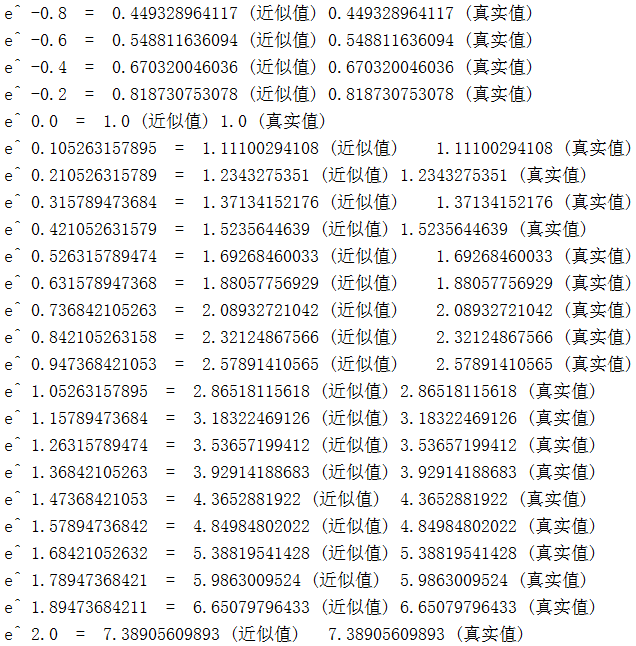 e^ -0.8 = 0.449328964117 (近似值) 0.449328964117 (真实值)
e^ -0.6 = 0.548811636094 (近似值) 0.548811636094 (真实值)
e^ -0.4 = 0.670320046036 (近似值) 0.670320046036 (真实值)
e^ -0.2 = 0.818730753078 (近似值) 0.818730753078 (真实值)
e^ 0.0 = 1.0 (近似值) 1.0 (真实值)
e^ 0.105263157895 = 1.11100294108 (近似值) 1.11100294108 (真实值)
e^ 0.210526315789 = 1.2343275351 (近似值) 1.2343275351 (真实值)
e^ 0.315789473684 = 1.37134152176 (近似值) 1.37134152176 (真实值)
e^ 0.421052631579 = 1.5235644639 (近似值) 1.5235644639 (真实值)
e^ 0.526315789474 = 1.69268460033 (近似值) 1.69268460033 (真实值)
e^ 0.631578947368 = 1.88057756929 (近似值) 1.88057756929 (真实值)
e^ 0.736842105263 = 2.08932721042 (近似值) 2.08932721042 (真实值)
e^ 0.842105263158 = 2.32124867566 (近似值) 2.32124867566 (真实值)
e^ 0.947368421053 = 2.57891410565 (近似值) 2.57891410565 (真实值)
e^ 1.05263157895 = 2.86518115618 (近似值) 2.86518115618 (真实值)
e^ 1.15789473684 = 3.18322469126 (近似值) 3.18322469126 (真实值)
e^ 1.26315789474 = 3.53657199412 (近似值) 3.53657199412 (真实值)
e^ 1.36842105263 = 3.92914188683 (近似值) 3.92914188683 (真实值)
e^ 1.47368421053 = 4.3652881922 (近似值) 4.3652881922 (真实值)
e^ 1.57894736842 = 4.84984802022 (近似值) 4.84984802022 (真实值)
e^ 1.68421052632 = 5.38819541428 (近似值) 5.38819541428 (真实值)
e^ 1.78947368421 = 5.9863009524 (近似值) 5.9863009524 (真实值)
e^ 1.89473684211 = 6.65079796433 (近似值) 6.65079796433 (真实值)
e^ 2.0 = 7.38905609893 (近似值) 7.38905609893 (真实值)